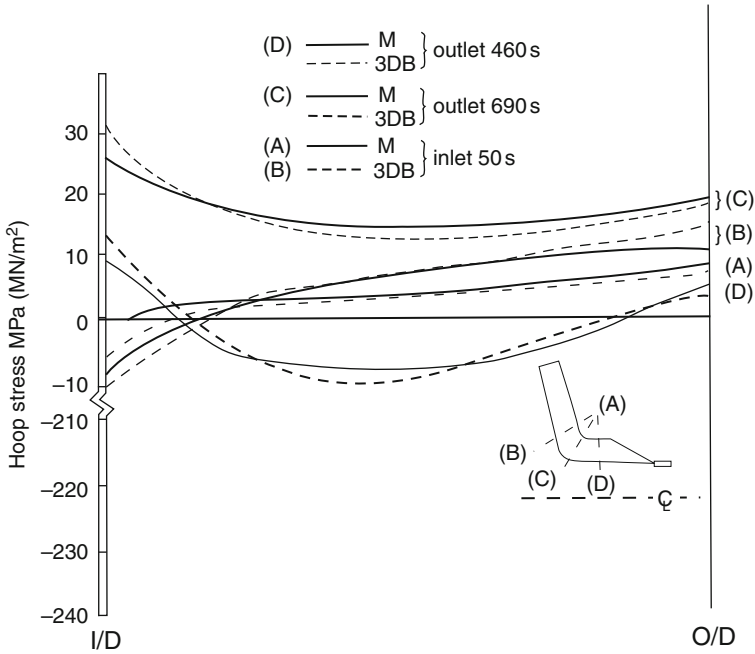 (D) M
3DB outlet 460 s
(C) M
3DB outlet 690 s
(A) M
(B) 3DB inlet 50 s
Hoop stress MPa (MN/m²)
30
20
10
0
–10
–210
–220
–230
–240
I/D
O/D
(C)
(B)
(A)
(D)
(A)
(B)
(C)
(D)
℄